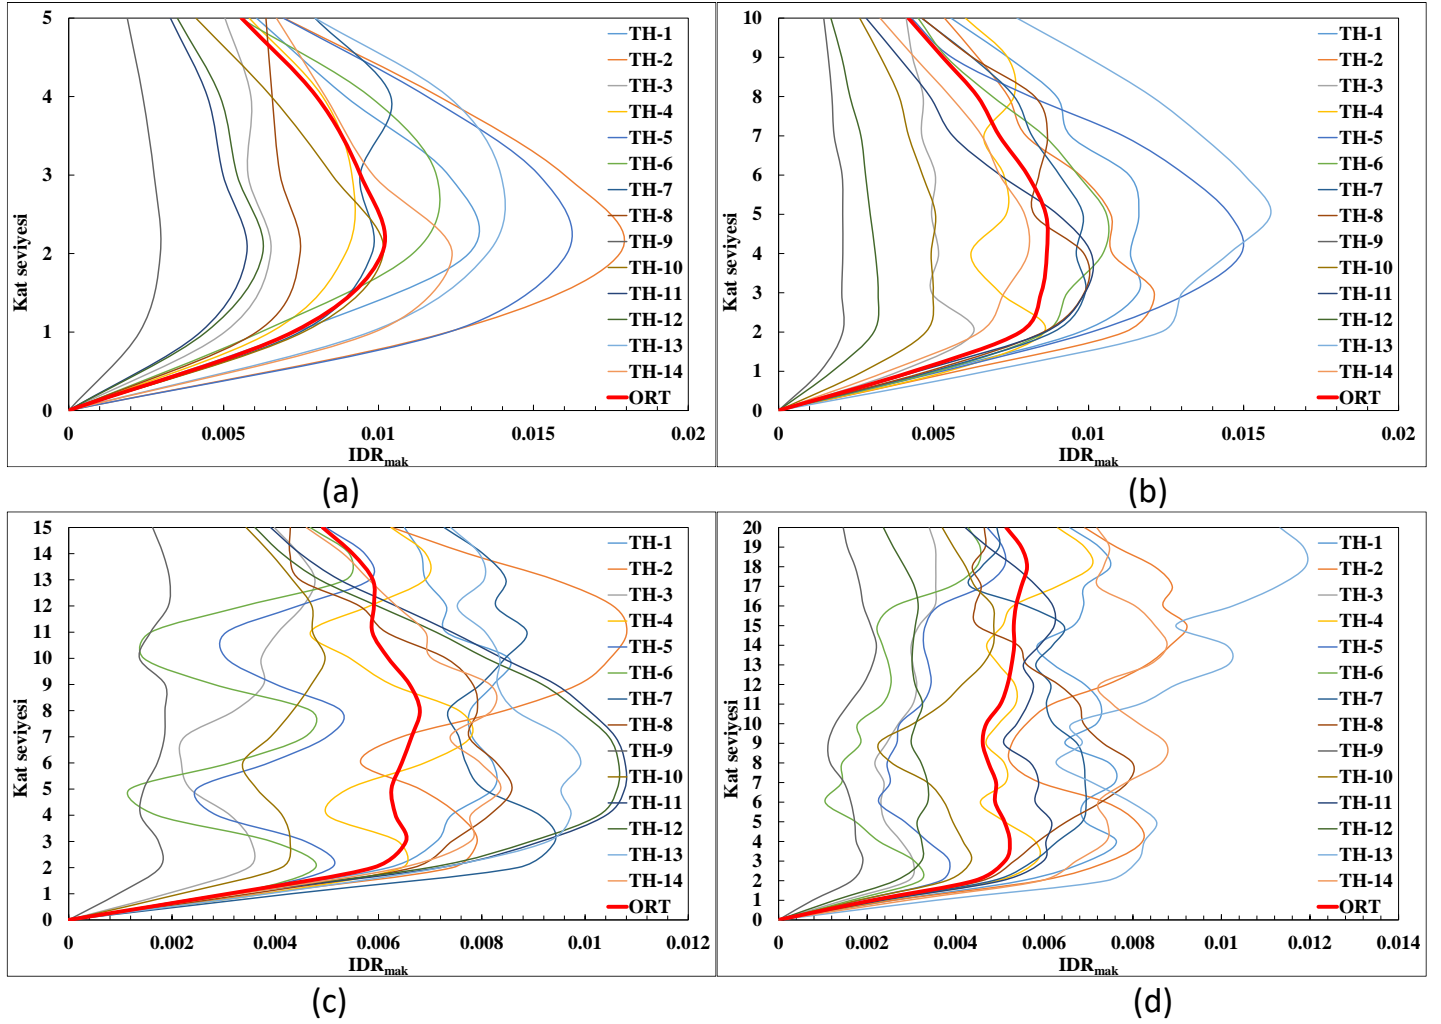 5
4
3
2
1
0
Kat seviyesi
0
0.005
0.01
0.015
0.02
IDRmak
TH-1
TH-2
TH-3
TH-4
TH-5
TH-6
TH-7
TH-8
TH-9
TH-10
TH-11
TH-12
TH-13
TH-14
ORT
(a)
10
9
8
7
6
5
4
3
2
1
0
Kat seviyesi
0
0.005
0.01
0.015
0.02
IDRmak
TH-1
TH-2
TH-3
TH-4
TH-5
TH-6
TH-7
TH-8
TH-9
TH-10
TH-11
TH-12
TH-13
TH-14
ORT
(b)
15
14
13
12
11
10
9
8
7
6
5
4
3
2
1
0
Kat seviyesi
0
0.002
0.004
0.006
0.008
0.01
0.012
IDRmak
TH-1
TH-2
TH-3
TH-4
TH-5
TH-6
TH-7
TH-8
TH-9
TH-10
TH-11
TH-12
TH-13
TH-14
ORT
(c)
20
19
18
17
16
15
14
13
12
11
10
9
8
7
6
5
4
3
2
1
0
Kat seviyesi
0
0.002
0.004
0.006
0.008
0.01
0.012
0.014
IDRmak
TH-1
TH-2
TH-3
TH-4
TH-5
TH-6
TH-7
TH-8
TH-9
TH-10
TH-11
TH-12
TH-13
TH-14
ORT
(d)